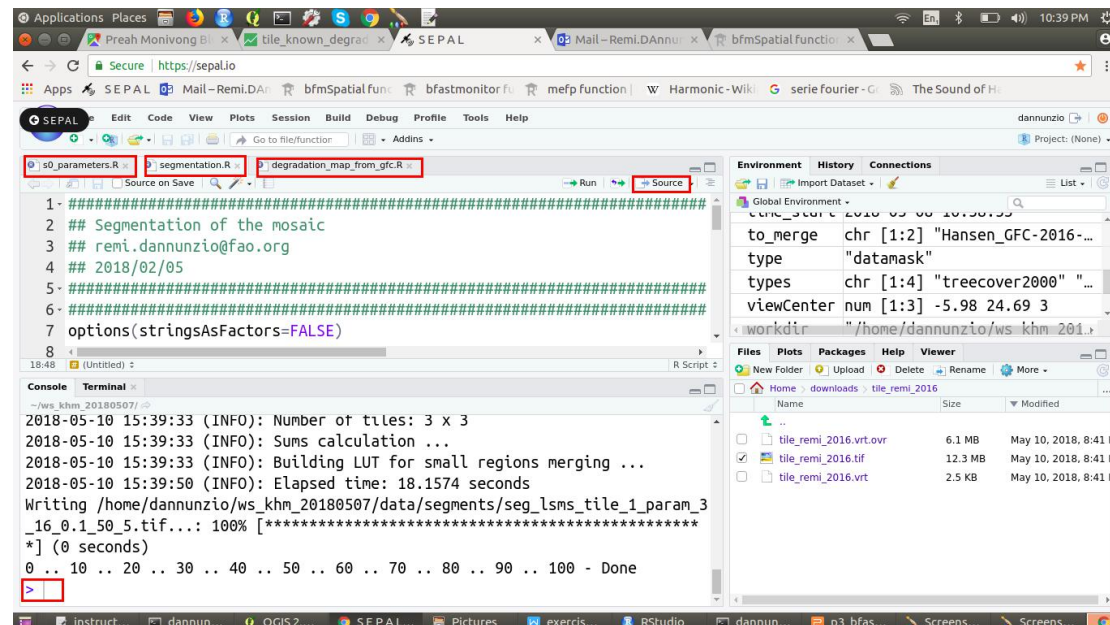 Applications Places En 10:39 PM
Preah Monivong Bl × tile_known_degrad × SEPAL × Mail – Remi.DAnnun × bfmSpatial function ×
Secure | https://sepal.io
Apps SEPAL Mail – Remi.DAn bfmSpatial func bfastmonitor fu mefp function | W Harmonic - Wiki G serie fourier - Go The Sound of H
SEPAL Edit Code View Plots Session Build Debug Profile Tools Help dannunzio
Go to file/function Addins Project: (None)
s0_parameters.R × segmentation.R × degradation_map_from_gfc.R ×
Source on Save Run Source
1 ########################################################################
2 ## Segmentation of the mosaic
3 ## remi.dannunzio@fao.org
4 ## 2018/02/05
5 ########################################################################
6 ########################################################################
7 options(stringsAsFactors=FALSE)
8
18:48 (Untitled) R Script
Console Terminal ×
~/ws_khm_20180507/
2018-05-10 15:39:33 (INFO): Number of tiles: 3 x 3
2018-05-10 15:39:33 (INFO): Sums calculation ...
2018-05-10 15:39:33 (INFO): Building LUT for small regions merging ...
2018-05-10 15:39:50 (INFO): Elapsed time: 18.1574 seconds
Writing /home/dannunzio/ws_khm_20180507/data/segments/seg_lsms_tile_1_param_3
_16_0.1_50_5.tif...: 100% [*************************************************
*] (0 seconds)
0 .. 10 .. 20 .. 30 .. 40 .. 50 .. 60 .. 70 .. 80 .. 90 .. 100 - Done
>
Environment History Connections
Import Dataset List
Global Environment
to_merge chr [1:2] "Hansen_GFC-2016-…
type "datamask"
types chr [1:4] "treecover2000" "…
viewCenter num [1:3] -5.98 24.69 3
workdir "/home/dannunzio/ws_khm_201…
Files Plots Packages Help Viewer
New Folder Upload Delete Rename More
Home downloads tile_remi_2016 ...
Name Size Modified
..
tile_remi_2016.vrt.ovr 6.1 MB May 10, 2018, 8:41
tile_remi_2016.tif 12.3 MB May 10, 2018, 8:41
tile_remi_2016.vrt 2.5 KB May 10, 2018, 8:41
instruct... dannun... QGIS 2.... SEPAL... Pictures exercis... RStudio dannun... p3_bfas... Screens... Screens...